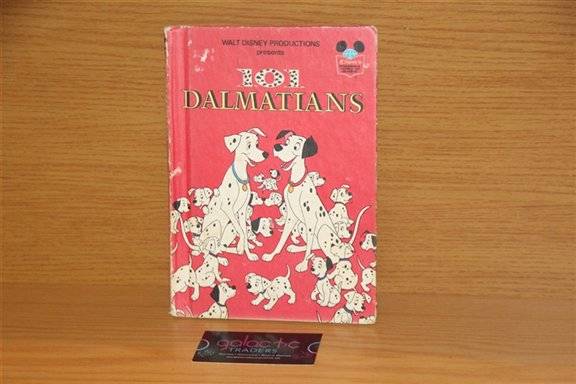 WALT DISNEY PRODUCTIONS
presents
101
DALMATIANS
galactic
TRADERS